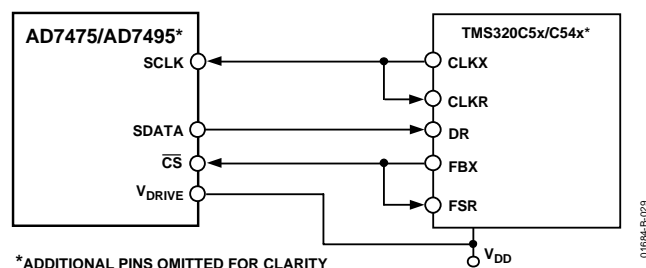 AD7475/AD7495*
SCLK
SDATA
CS
VDRIVE
TMS320C5x/C54x*
CLKX
CLKR
DR
FBX
FSR
VDD
*ADDITIONAL PINS OMITTED FOR CLARITY
01684-B-029